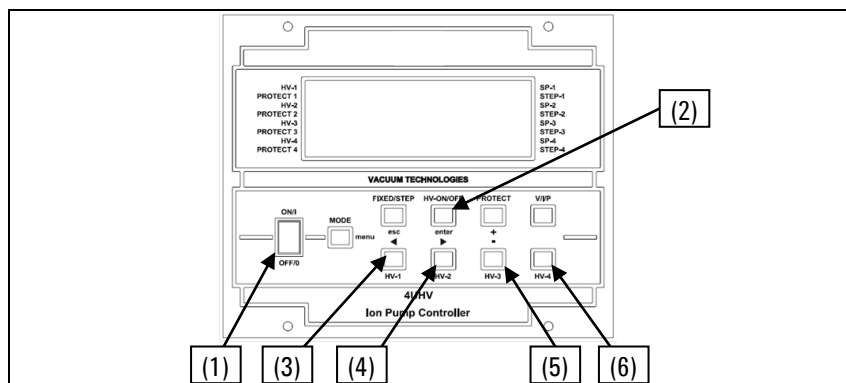 HV-1
PROTECT 1
HV-2
PROTECT 2
HV-3
PROTECT 3
HV-4
PROTECT 4
SP-1
STEP-1
SP-2
STEP-2
SP-3
STEP-3
SP-4
STEP-4
(2)
VACUUM TECHNOLOGIES
FIXED/STEP HV-ON/OFF PROTECT V/I/P
ON/I
MODE
menu
esc enter +
◄ ► -
OFF/0
HV-1 HV-2 HV-3 HV-4
4UHV
Ion Pump Controller
(1) (3) (4) (5) (6)